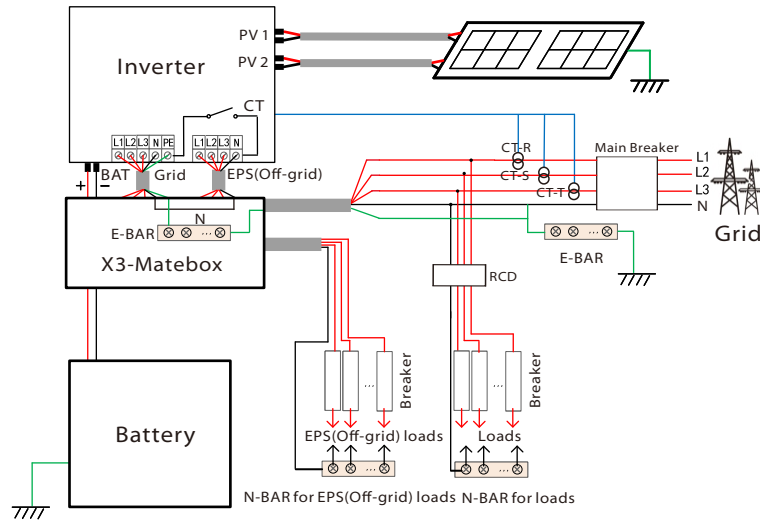 PV 1
PV 2
Inverter
CT
L1 L2 L3 N PE
L1 L2 L3 N
BAT
Grid
EPS(Off-grid)
+
−
CT-R
CT-S
CT-T
Main Breaker
L1
L2
L3
N
Grid
N
E-BAR
...
X3-Matebox
...
E-BAR
RCD
...
Breaker
...
Breaker
Battery
EPS(Off-grid) loads
Loads
...
...
N-BAR for EPS(Off-grid) loads
N-BAR for loads